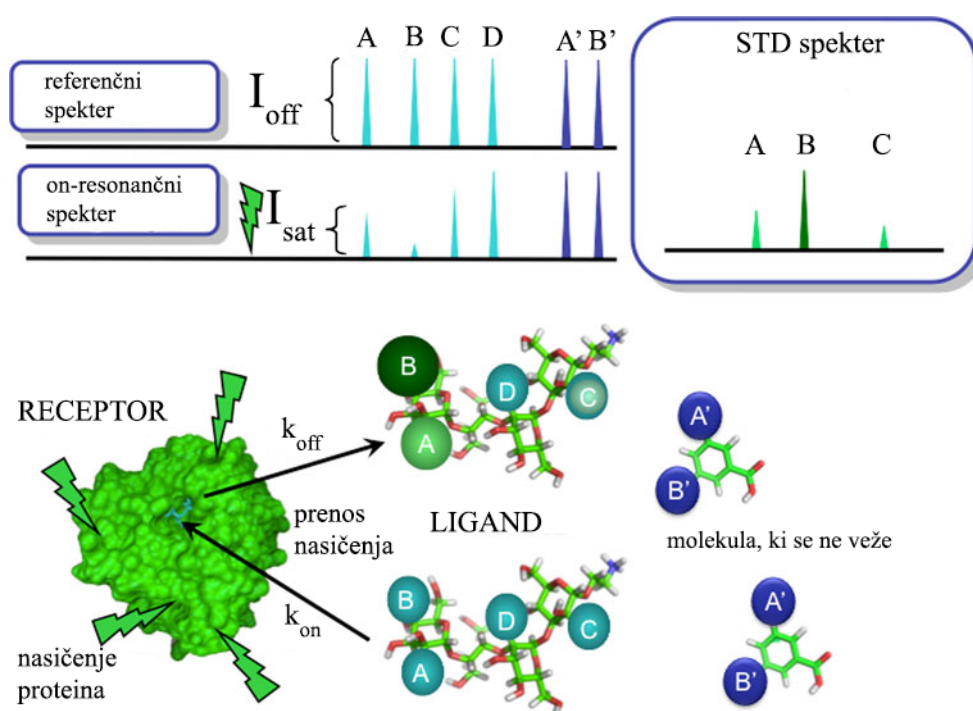 A B C D A’ B’
STD spekter
referenčni
spekter
I off
A B C
on-resonančni
spekter
I sat
B
D
C
A
RECEPTOR
k off
A’
B’
prenos
nasičenja
LIGAND
molekula, ki se ne veže
k on
B
D
C
A
A’
B’
nasičenje
proteina